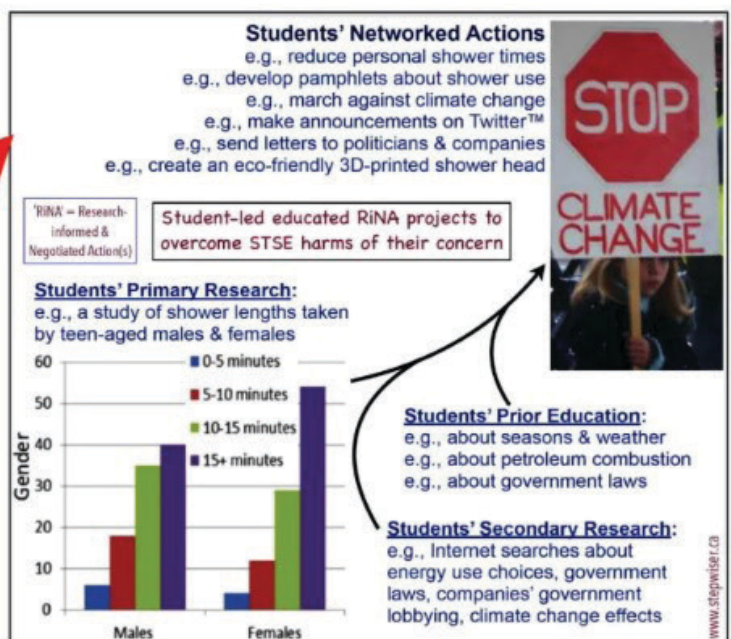 Students' Networked Actions
e.g., reduce personal shower times
e.g., develop pamphlets about shower use
e.g., march against climate change
e.g., make announcements on Twitter™
e.g., send letters to politicians & companies
e.g., create an eco-friendly 3D-printed shower head
STOP
CLIMATE
CHANGE
'RiNA' = Research-
informed &
Negotiated Action(s)
Student-led educated RiNA projects to
overcome STSE harms of their concern
Students' Primary Research:
e.g., a study of shower lengths taken
by teen-aged males & females
60
50
40
30
20
10
0
Gender
0-5 minutes
5-10 minutes
10-15 minutes
15+ minutes
Males
Females
Students' Prior Education:
e.g., about seasons & weather
e.g., about petroleum combustion
e.g., about government laws
Students' Secondary Research:
e.g., Internet searches about
energy use choices, government
laws, companies' government
lobbying, climate change effects
www.stepwiser.ca